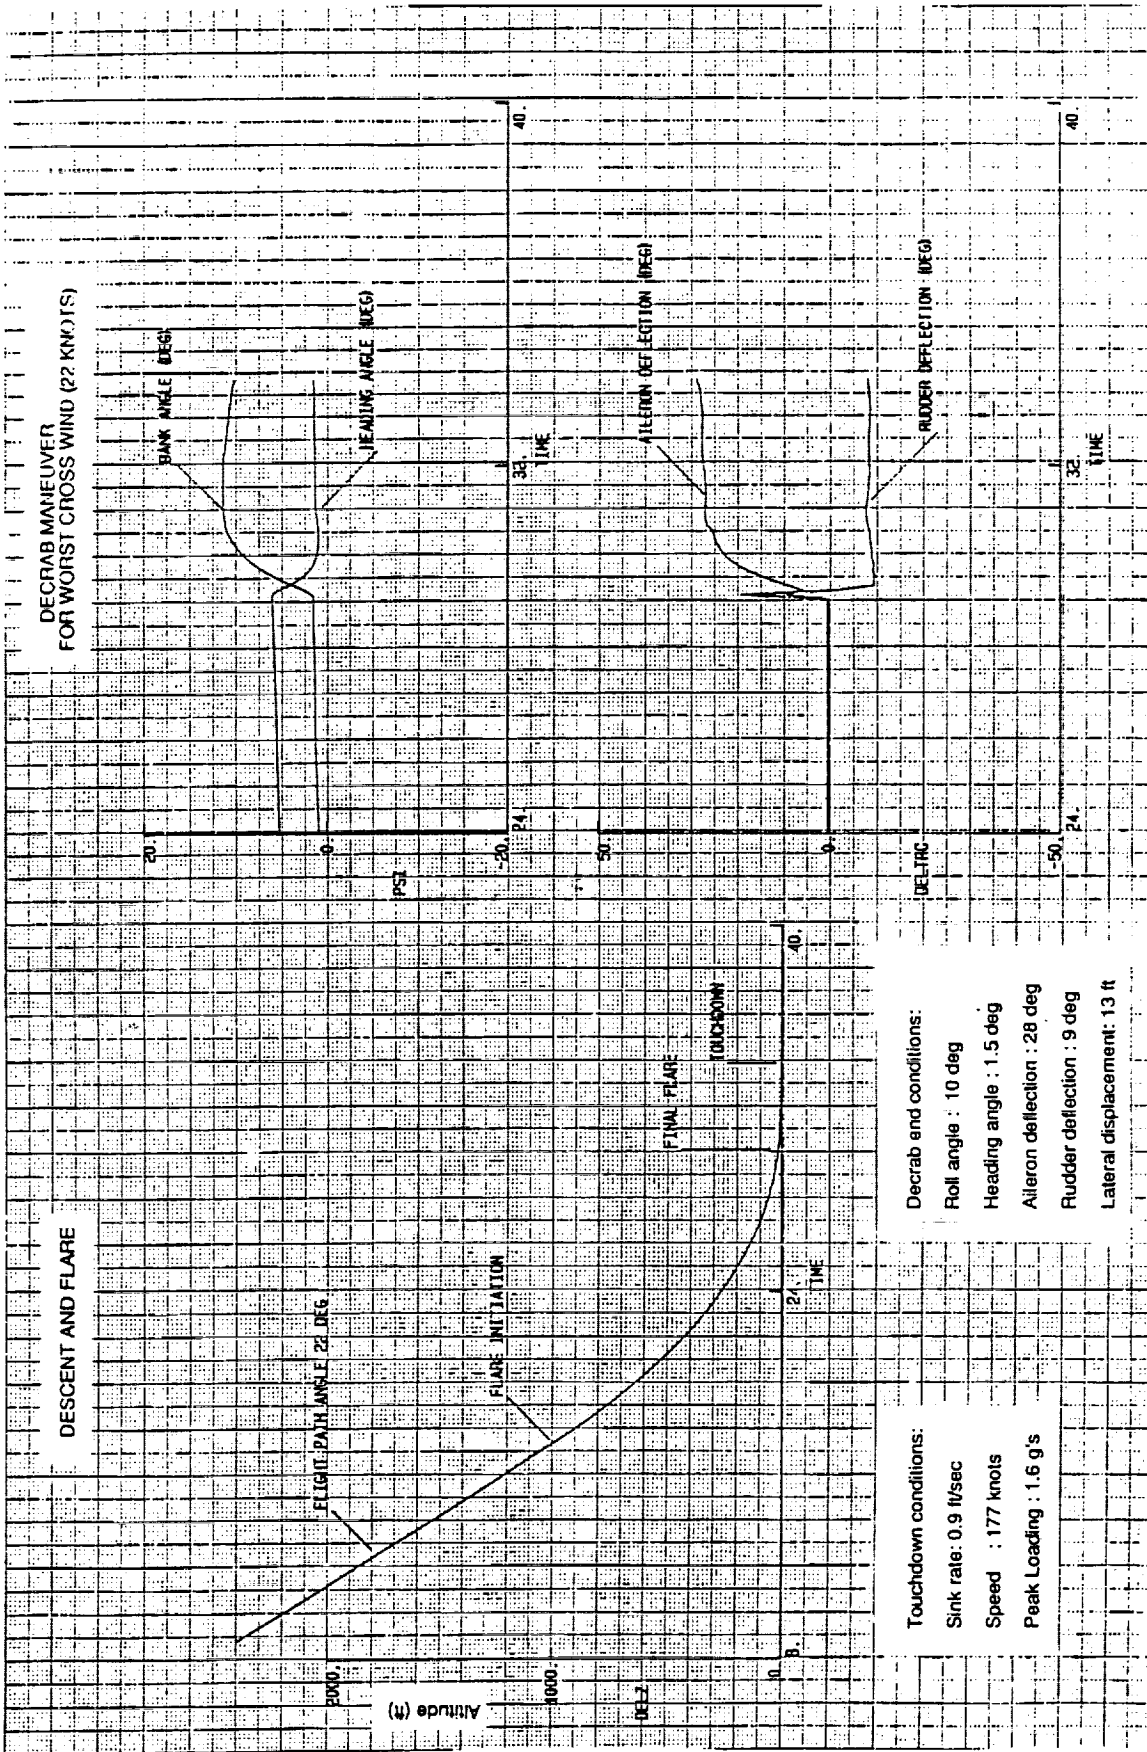 DESCENT AND FLARE
Altitude (ft)
2000.
1000.
DELZ
0.
8.
24.
40.
TIME
FLIGHT PATH ANGLE 22 DEG
FLARE INITIATION
FINAL FLARE
TOUCHDOWN
Touchdown conditions:
Sink rate: 0.9 ft/sec
Speed : 177 knots
Peak Loading : 1.6 g's
Decrab end conditions:
Roll angle : 10 deg
Heading angle : 1.5 deg
Aileron deflection : 28 deg
Rudder deflection : 9 deg
Lateral displacement: 13 ft
DECRAB MANEUVER
FOR WORST CROSS WIND (22 KNOTS)
20.
0.
PSI
-20.
24.
32.
40.
TIME
BANK ANGLE (DEG)
HEADING ANGLE (DEG)
50.
0.
DELTRC
-50.
24.
32.
40.
TIME
AILERON DEFLECTION (DEG)
RUDDER DEFLECTION (DEG)